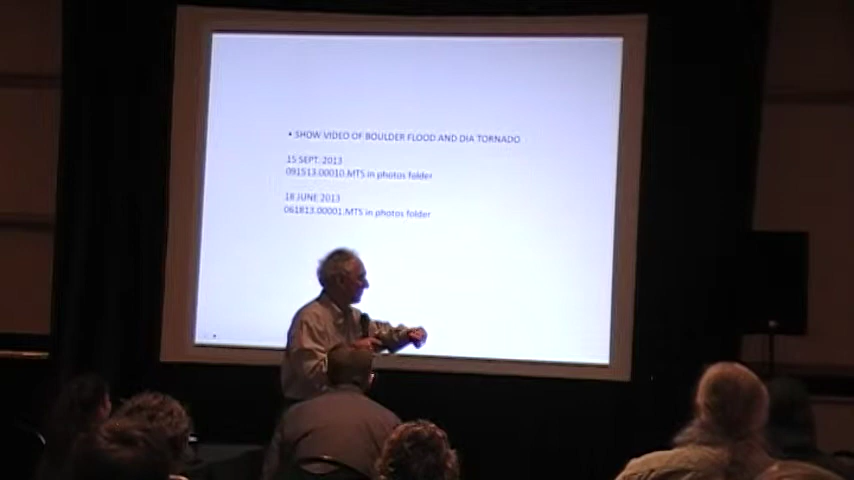 • SHOW VIDEO OF BOULDER FLOOD AND DIA TORNADO
15 SEPT. 2013
091513.00010.MTS in photos folder
18 JUNE 2013
061813.00001.MTS in photos folder